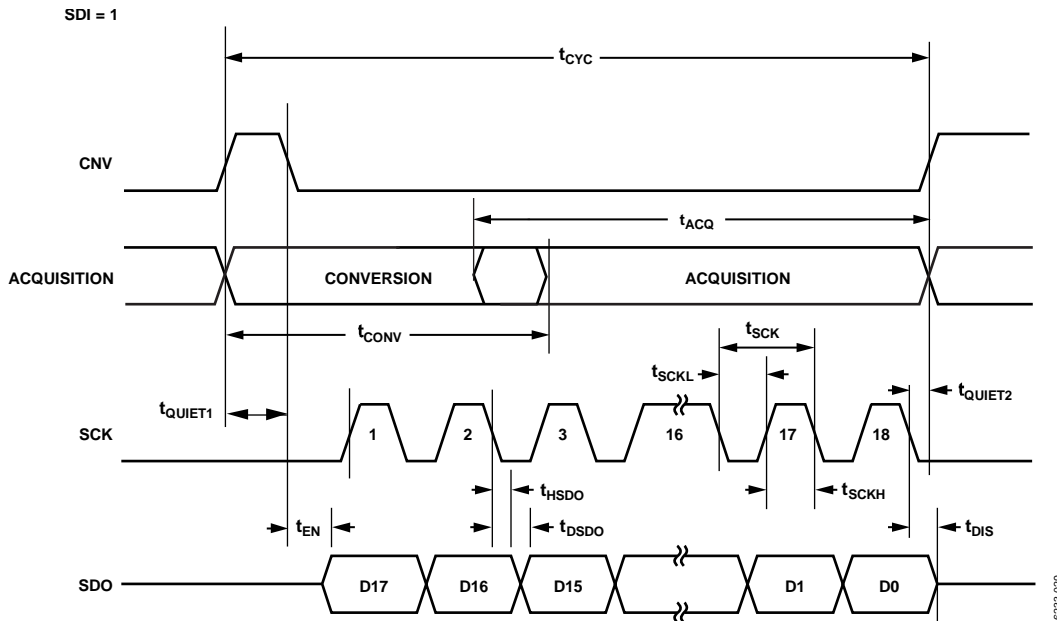 SDI = 1
tCYC
CNV
tACQ
ACQUISITION
CONVERSION
ACQUISITION
tCONV
tSCK
tSCKL
tQUIET1
tQUIET2
SCK
1
2
3
16
17
18
tHSDO
tSCKH
tEN
tDSDO
tDIS
SDO
D17
D16
D15
D1
D0